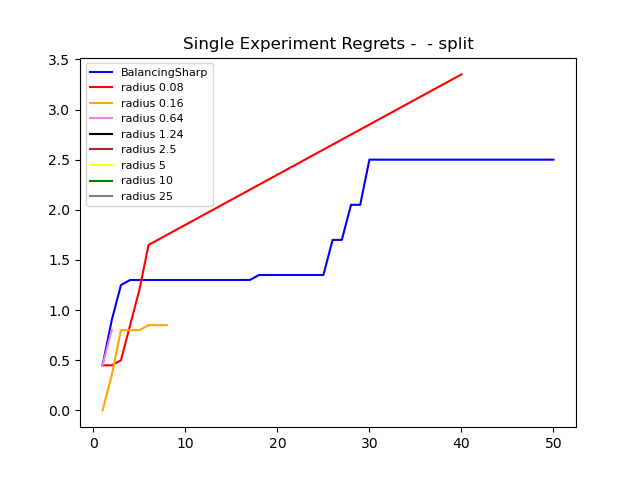 Single Experiment Regrets -  - split
3.5
3.0
2.5
2.0
1.5
1.0
0.5
0.0
BalancingSharp
radius 0.08
radius 0.16
radius 0.64
radius 1.24
radius 2.5
radius 5
radius 10
radius 25
0
10
20
30
40
50